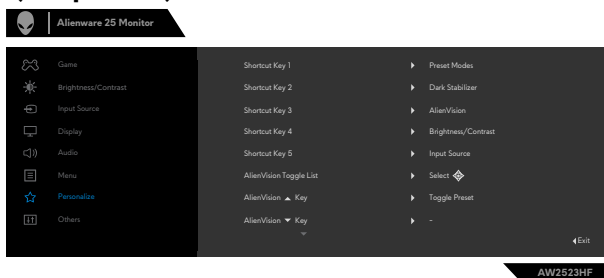 Alienware 25 Monitor
Game
Shortcut Key 1 Preset Modes
Brightness/Contrast
Shortcut Key 2 Dark Stabilizer
Input Source
Shortcut Key 3 AlienVision
Display
Shortcut Key 4 Brightness/Contrast
Audio
Shortcut Key 5 Input Source
Menu
AlienVision Toggle List Select
Personalize
AlienVision ▲ Key Toggle Preset
Others
AlienVision ▼ Key -
Exit
AW2523HF